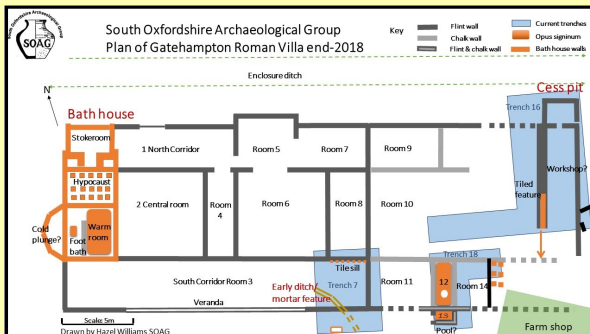 South Oxfordshire Archaeological Group
SOAG
South Oxfordshire Archaeological Group
Plan of Gatehampton Roman Villa end-2018
Key
Flint wall
Chalk wall
Flint & chalk wall
Current trenches
Opus signinum
Bath house walls
Enclosure ditch
N
Bath house
Cess pit
Trench 16
Stokeroom
1 North Corridor
Room 5
Room 7
Room 9
Workshop?
Hypocaust
2 Central room
Room
4
Room 6
Room 8
Room 10
Tiled
feature
Cold
plunge?
Foot
bath
Warm
room
Tile sill
Trench 18
South Corridor Room 3
Early ditch/
mortar feature
Trench 7
Room 11
12
Room 14
Veranda
13
Pool?
Scale 5m
Drawn by Hazel Williams SOAG
Farm shop